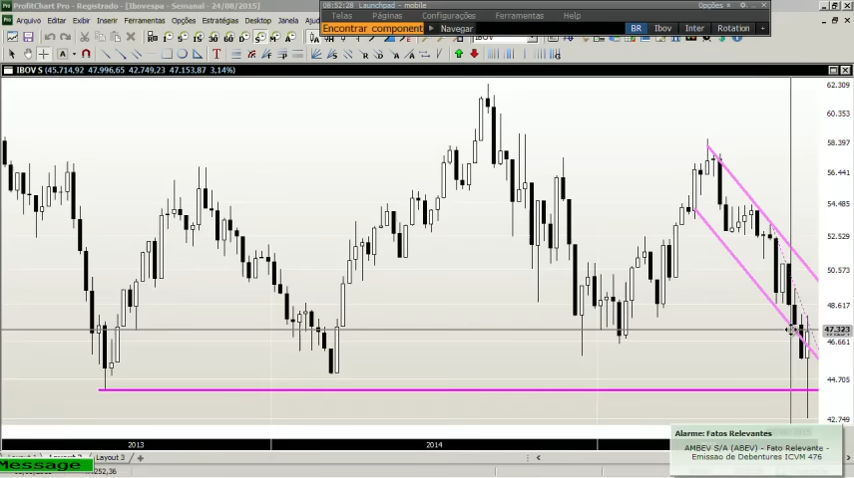 ProfitChart Pro - Registrado - [Ibovespa - Semanal - 24/08/2015]
08:52:28 Launchpad - mobile
Opções
Telas Páginas Configurações Ferramentas Help
Arquivo Editar Exibir Inserir Ferramentas Opções Estratégias Desktop Janela
Encontrar component Navegar BR Ibov Inter Rotation
IBOV S (45.714,92 47.996,65 42.749,23 47.153,87 3,14%)
62.309
60.353
58.397
56.441
54.485
52.529
50.573
48.617
47.323
46.661
44.705
42.749
2013 2014
Layout 3
Message
Alarme: Fatos Relevantes
AMBEV S/A (ABEV) - Fato Relevante -
Emissao de Debentures ICVM 476